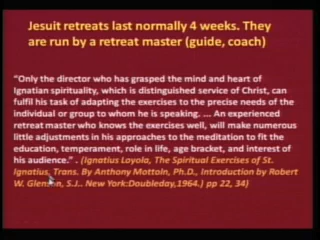 Jesuit retreats last normally 4 weeks. They
are run by a retreat master (guide, coach)
"Only the director who has grasped the mind and heart of
Ignatian spirituality, which is distinguished service of Christ, can
fulfil his task of adapting the exercises to the precise needs of the
individual or group to whom he is speaking. ... An experienced
retreat master who knows the exercises well, will make numerous
little adjustments in his approaches to the meditation to fit the
education, temperament, role in life, age bracket, and interest of
his audience." . (Ignatius Loyola, The Spiritual Exercises of St.
Ignatius, Trans. By Anthony Mottoln, Ph.D., Introduction by Robert
W. Gleason, S.J.. New York:Doubleday,1964.) pp 22, 34)